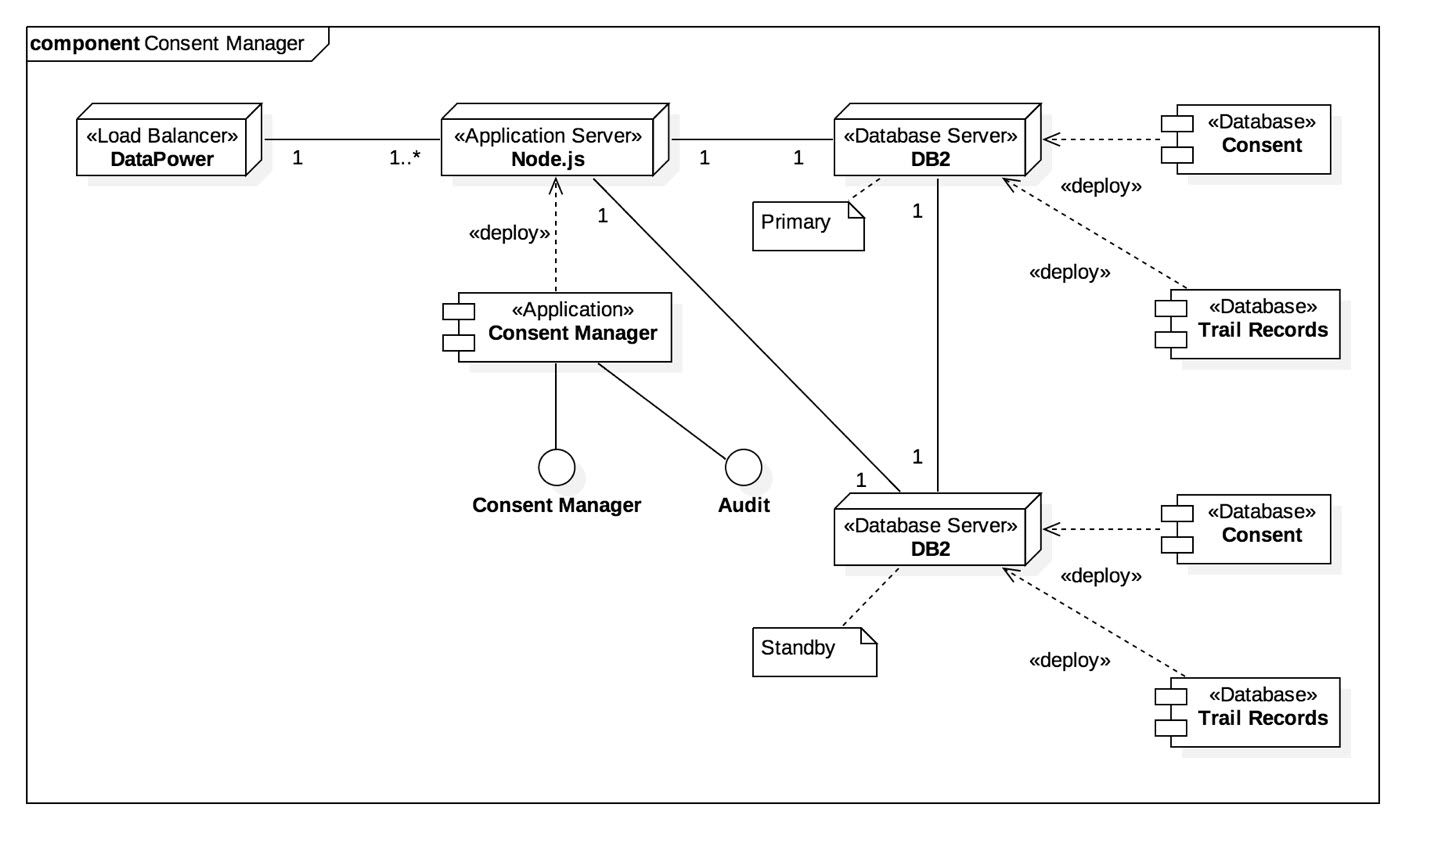 component Consent Manager
«Load Balancer»
DataPower
1
1..*
«Application Server»
Node.js
1
1
«Database Server»
DB2
«Database»
Consent
«deploy»
Primary
1
1
«deploy»
«deploy»
«Database»
Trail Records
«Application»
Consent Manager
Consent Manager
Audit
1
1
«Database Server»
DB2
«Database»
Consent
«deploy»
Standby
«deploy»
«Database»
Trail Records